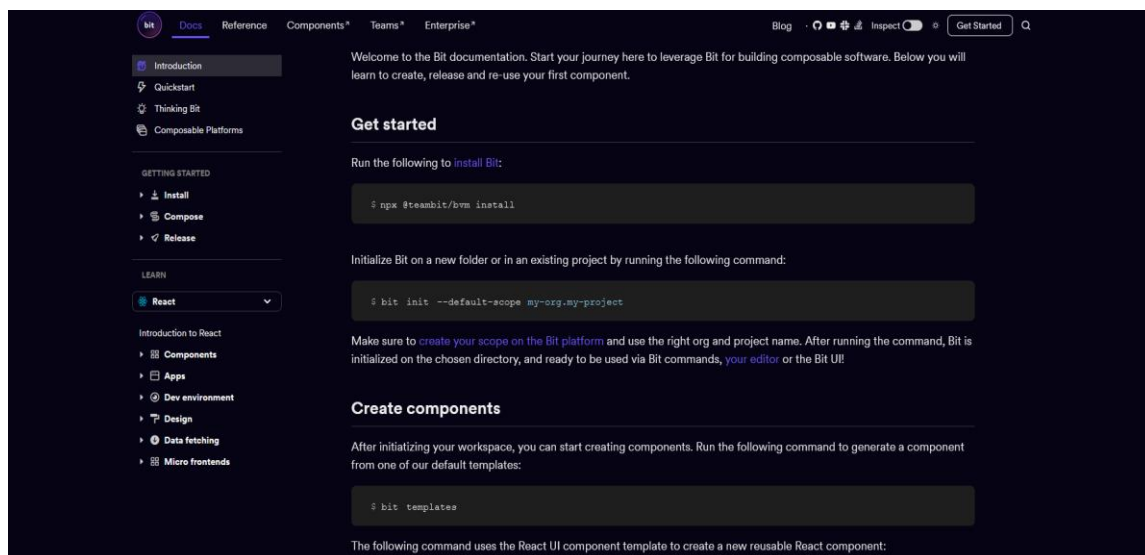 bit Docs Reference Components Teams Enterprise Blog Inspect Get Started
Introduction
Quickstart
Thinking Bit
Composable Platforms
GETTING STARTED
Install
Compose
Release
LEARN
React
Introduction to React
Components
Apps
Dev environment
Design
Data fetching
Micro frontends
Welcome to the Bit documentation. Start your journey here to leverage Bit for building composable software. Below you will
learn to create, release and re-use your first component.
Get started
Run the following to install Bit:
$ npx @teambit/bvm install
Initialize Bit on a new folder or in an existing project by running the following command:
$ bit init --default-scope my-org.my-project
Make sure to create your scope on the Bit platform and use the right org and project name. After running the command, Bit is
initialized on the chosen directory, and ready to be used via Bit commands, your editor or the Bit UI!
Create components
After initiatizing your workspace, you can start creating components. Run the following command to generate a component
from one of our default templates:
$ bit templates
The following command uses the React UI component template to create a new reusable React component: